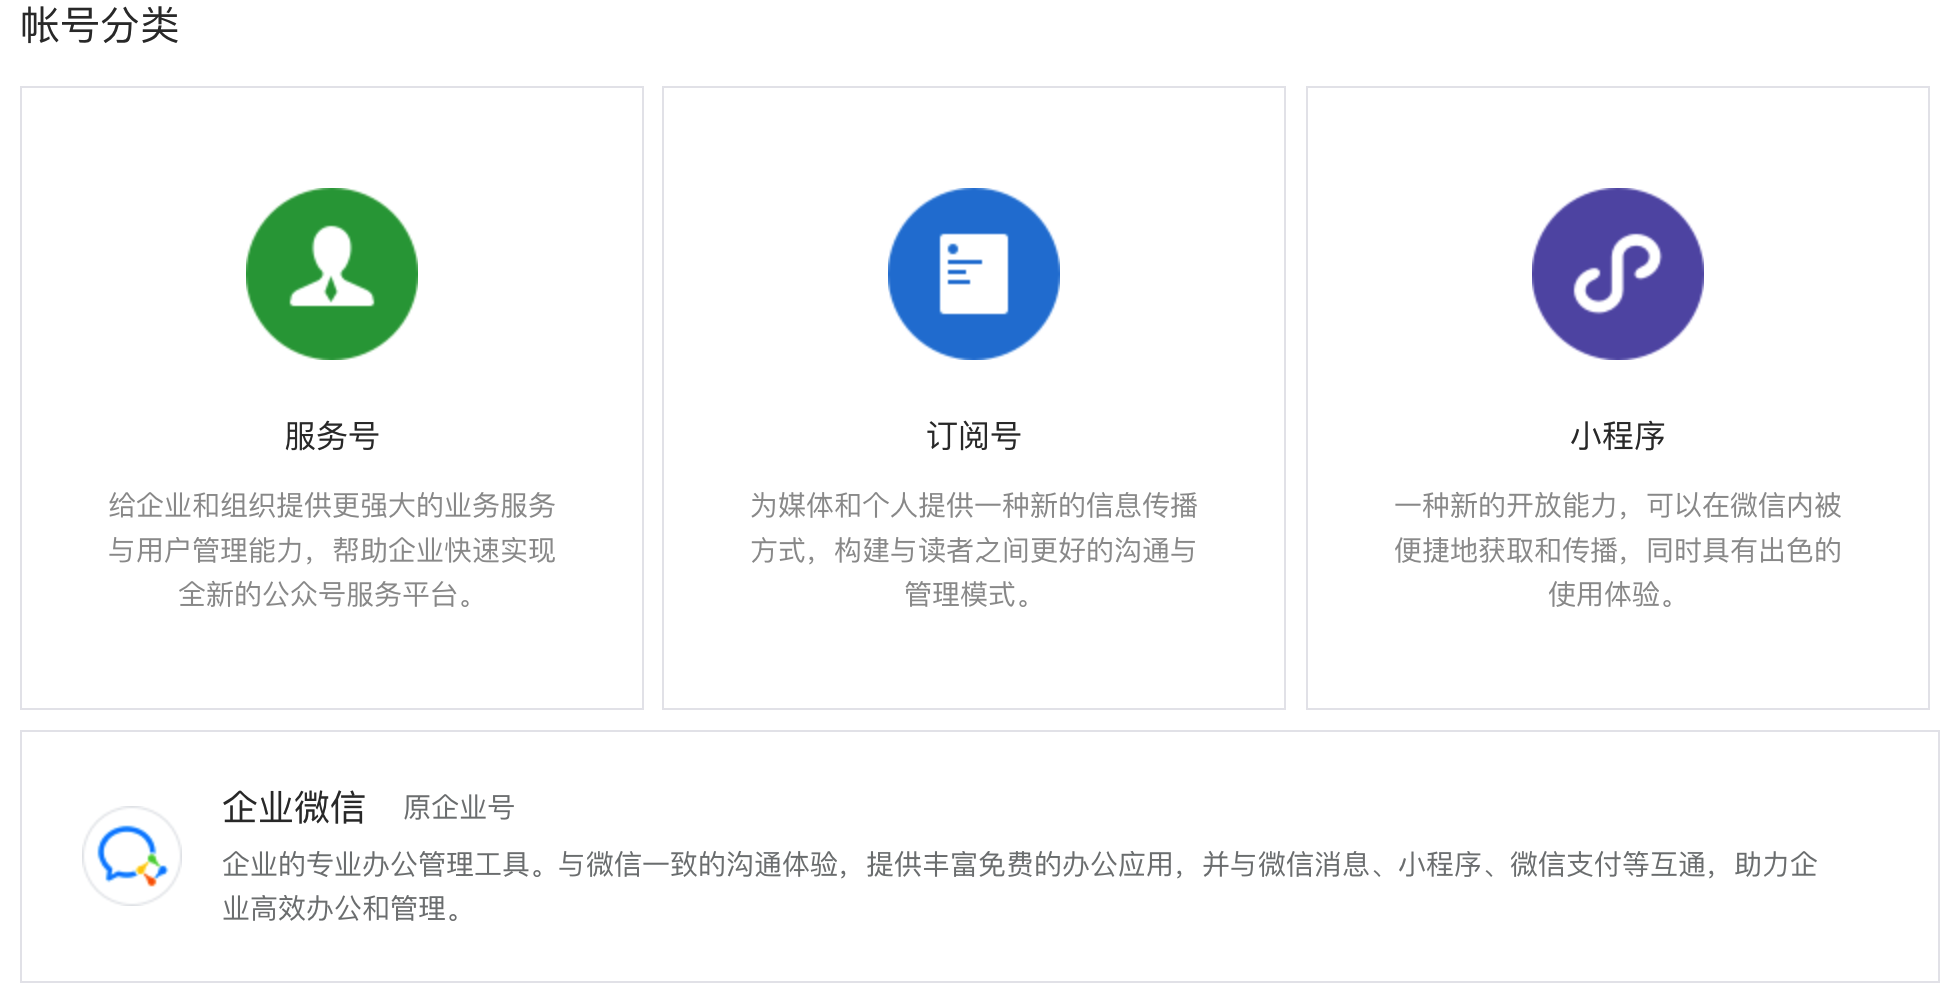 帐号分类
服务号
给企业和组织提供更强大的业务服务
与用户管理能力，帮助企业快速实现
全新的公众号服务平台。
订阅号
为媒体和个人提供一种新的信息传播
方式，构建与读者之间更好的沟通与
管理模式。
小程序
一种新的开放能力，可以在微信内被
便捷地获取和传播，同时具有出色的
使用体验。
企业微信 原企业号
企业的专业办公管理工具。与微信一致的沟通体验，提供丰富免费的办公应用，并与微信消息、小程序、微信支付等互通，助力企
业高效办公和管理。